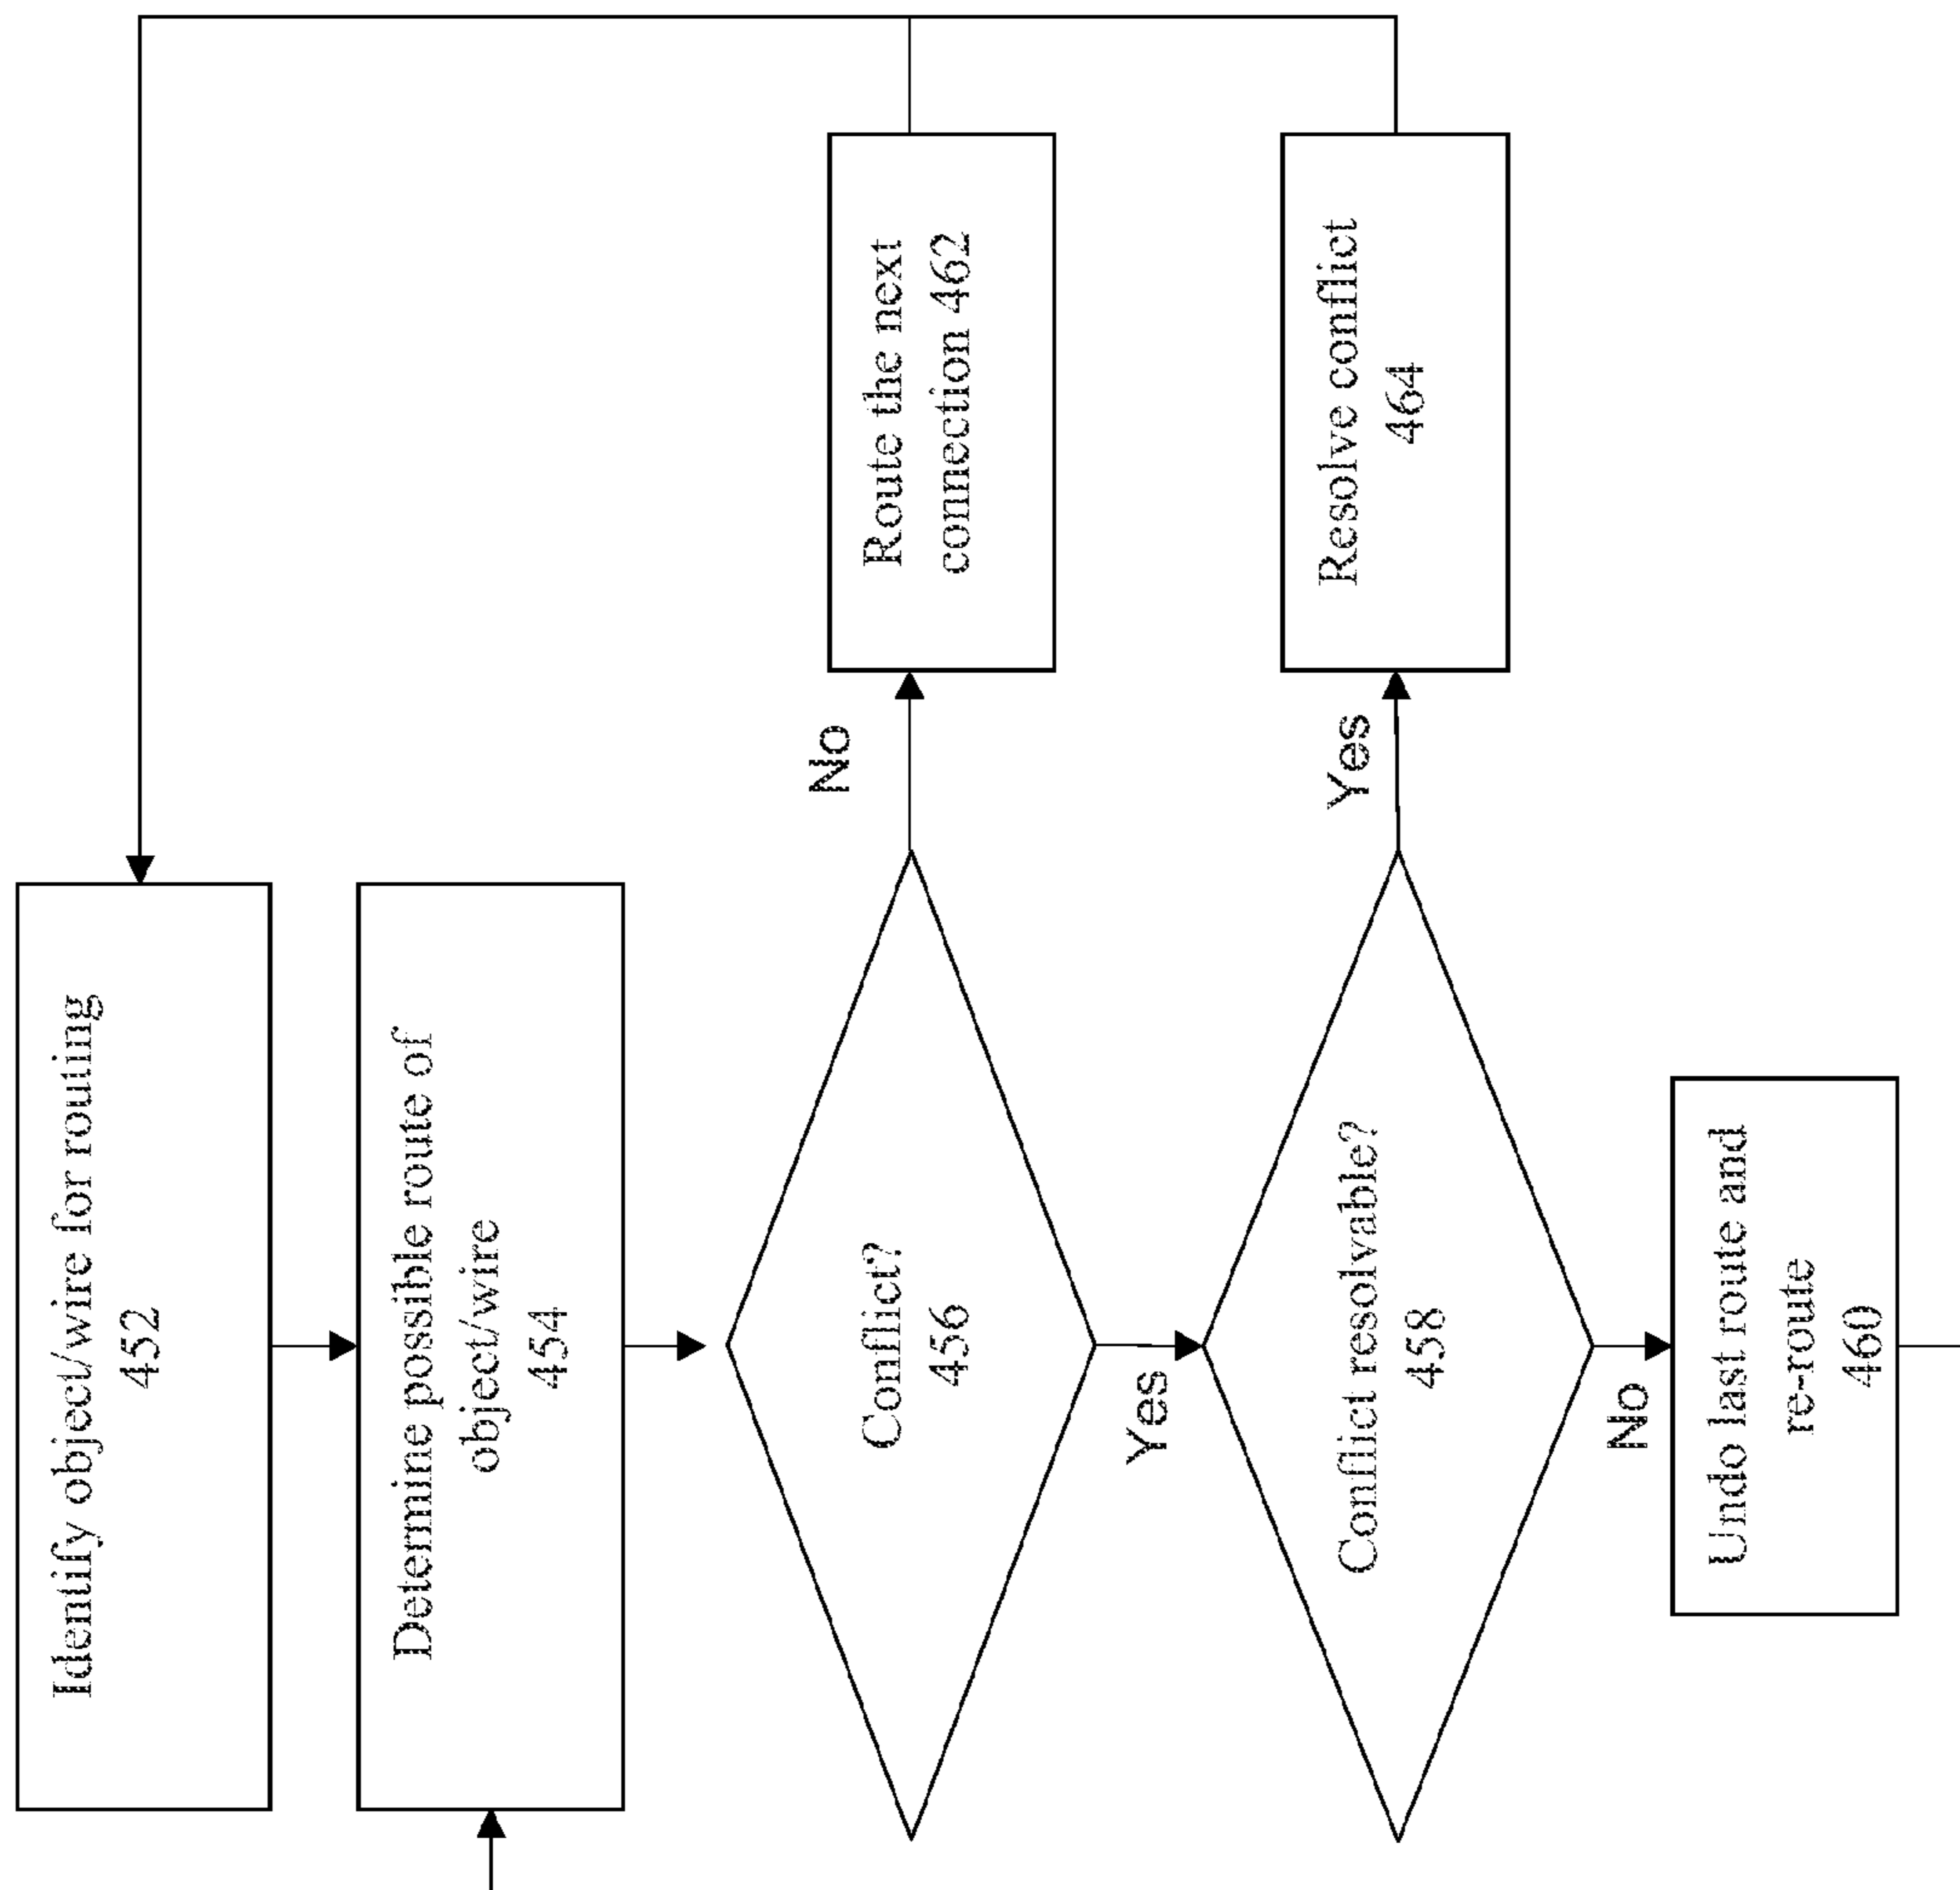 Identify object/wire for routing
452
Determine possible route of
object/wire
454
Conflict?
456
No
Route the next
connection 462
Yes
Conflict resolvable?
458
Yes
Resolve conflict
464
No
Undo last route and
re-route
460